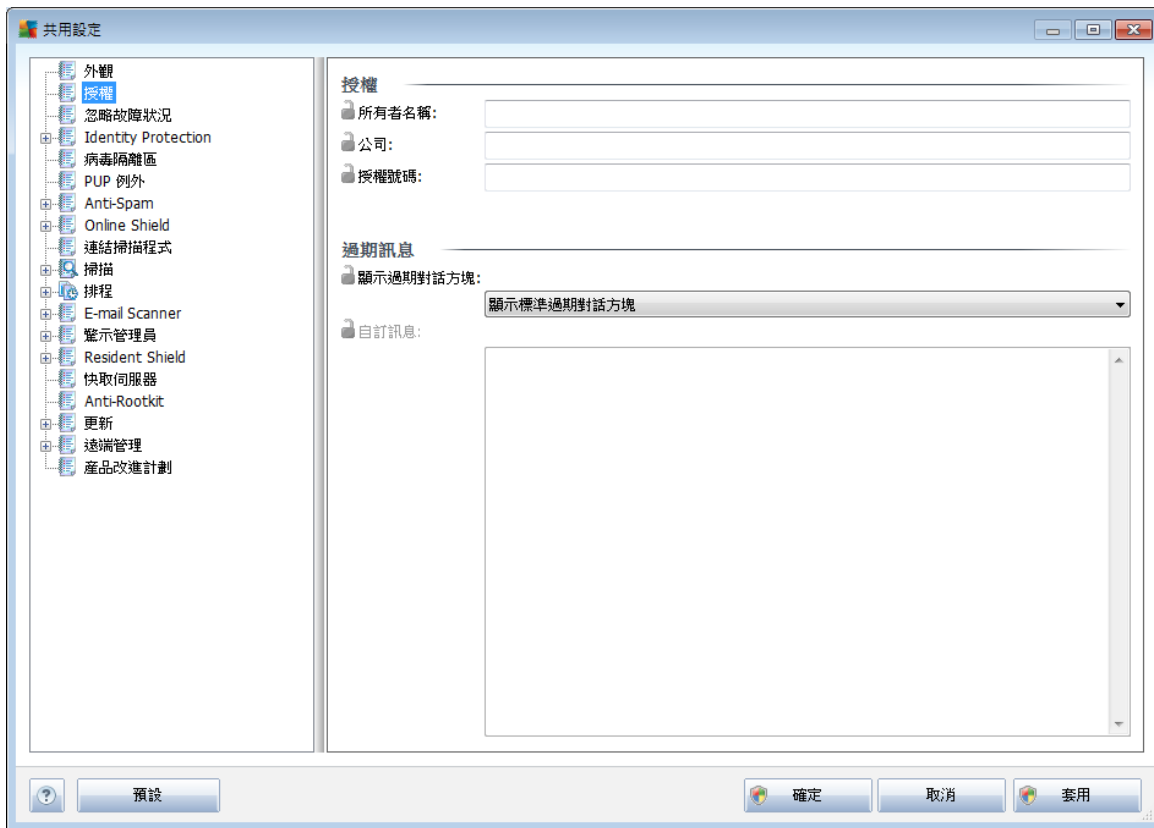 共用設定
外觀
授權
忽略故障狀況
Identity Protection
病毒隔離區
PUP 例外
Anti-Spam
Online Shield
連結掃描程式
掃描
排程
E-mail Scanner
警示管理員
Resident Shield
快取伺服器
Anti-Rootkit
更新
遠端管理
產品改進計劃
授權
所有者名稱:
公司:
授權號碼:
過期訊息
顯示過期對話方塊:
顯示標準過期對話方塊
自訂訊息:
?
預設
確定
取消
套用